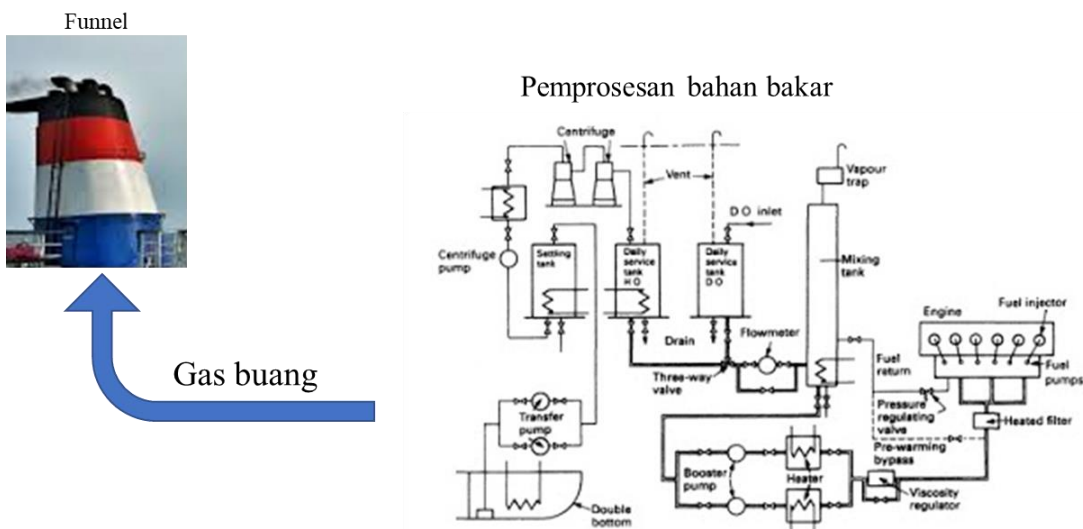 Funnel
Pemprosesan bahan bakar
Gas buang
Centrifuge
Vent
Vapour
trap
D O inlet
Centrifuge
pump
Settling
tank
Daily
service
tank
H O
Daily
service
tank
D O
Mixing
tank
Drain
Flowmeter
Three-way
valve
Engine
Fuel injector
Fuel
return
Fuel
pumps
Pressure
regulating
valve
Heated filter
Pre-warming
bypass
Transfer
pump
Booster
pump
Heater
Viscosity
regulator
Double
bottom